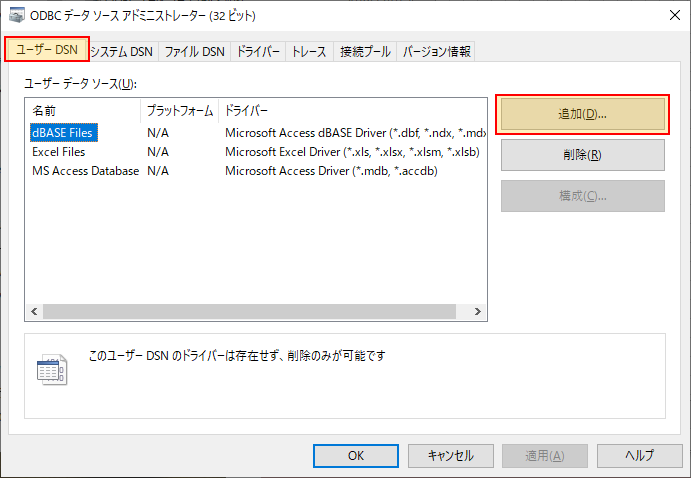 ODBC データ ソース アドミニストレーター (32 ビット)
ユーザー DSN システム DSN ファイル DSN ドライバー トレース 接続プール バージョン情報
ユーザー データ ソース(U):
名前 プラットフォーム ドライバー
dBASE Files N/A Microsoft Access dBASE Driver (*.dbf, *.ndx, *.mdx
Excel Files N/A Microsoft Excel Driver (*.xls, *.xlsx, *.xlsm, *.xlsb)
MS Access Database N/A Microsoft Access Driver (*.mdb, *.accdb)
追加(D)...
削除(R)
構成(C)...
このユーザー DSN のドライバーは存在せず、削除のみが可能です
OK キャンセル 適用(A) ヘルプ